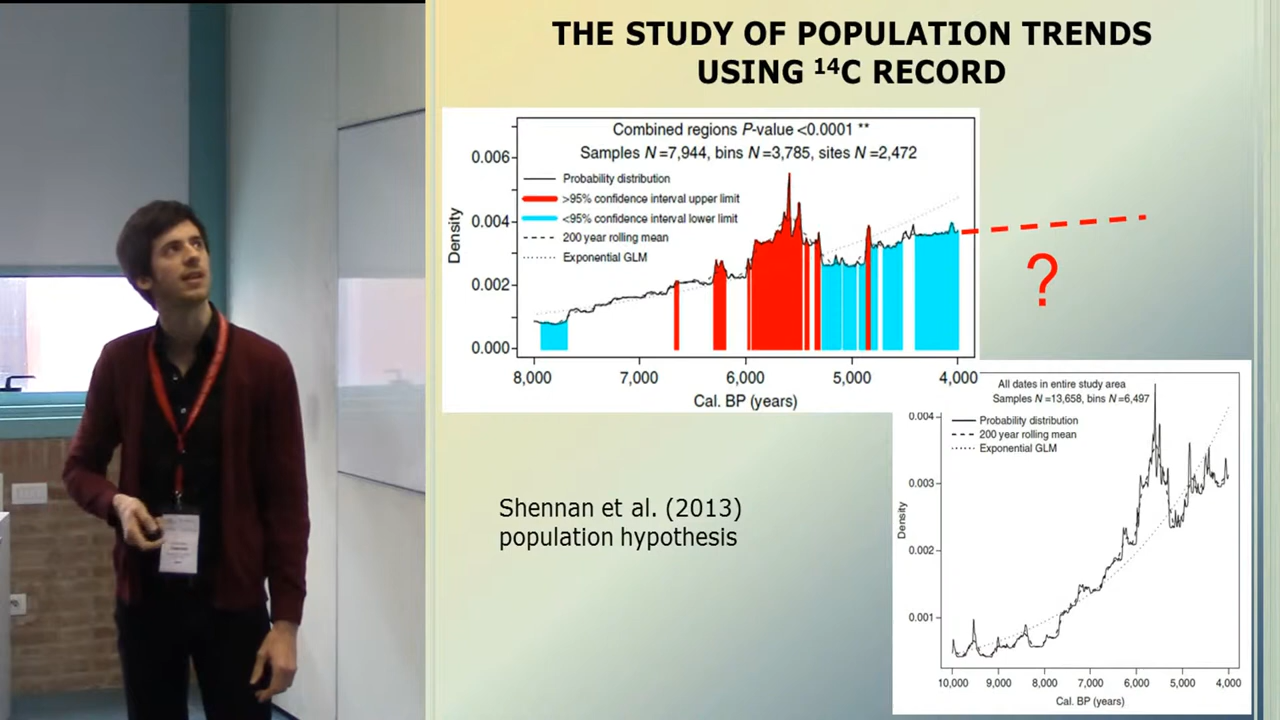 THE STUDY OF POPULATION TRENDS
USING ¹⁴C RECORD
Combined regions P-value <0.0001 **
Samples N =7,944, bins N =3,785, sites N =2,472
Probability distribution
>95% confidence interval upper limit
<95% confidence interval lower limit
200 year rolling mean
Exponential GLM
Density
0.006
0.004
0.002
0.000
8,000
7,000
6,000
5,000
4,000
Cal. BP (years)
?
All dates in entire study area
Samples N =13,658, bins N =6,497
Probability distribution
200 year rolling mean
Exponential GLM
Density
0.004
0.003
0.002
0.001
10,000
9,000
8,000
7,000
6,000
5,000
4,000
Cal. BP (years)
Shennan et al. (2013)
population hypothesis